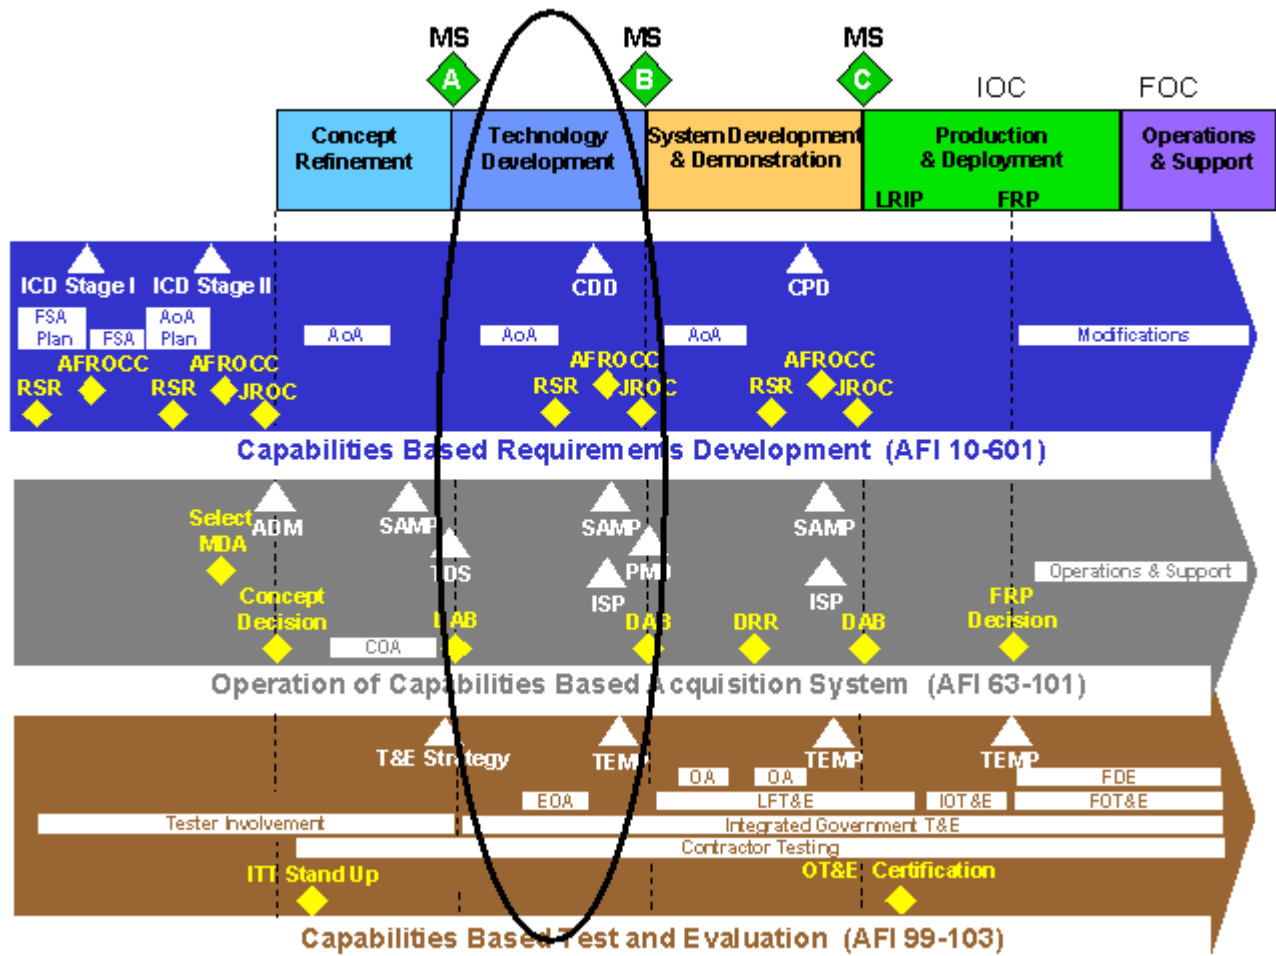 MS MS MS
A B C
IOC FOC
Concept Refinement
Technology Development
System Development & Demonstration
Production & Deployment
Operations & Support
LRIP FRP
ICD Stage I ICD Stage II CDD CPD
FSA Plan
FSA
AoA Plan
AoA AoA AoA Modifications
AFROCC AFROCC AFROCC AFROCC
RSR RSR JROC RSR JROC RSR JROC
Capabilities Based Requirements Development (AFI 10-601)
Select MDA
ADM SAMP SAMP SAMP
TDS PMD
ISP ISP
Operations & Support
Concept Decision
DAB DAB DRR DAB
FRP Decision
COA
Operation of Capabilities Based Acquisition System (AFI 63-101)
T&E Strategy TEMP TEMP TEMP
OA OA FDE
EOA LFT&E IOT&E FOT&E
Tester Involvement Integrated Government T&E
Contractor Testing
ITT Stand Up OT&E Certification
Capabilities Based Test and Evaluation (AFI 99-103)